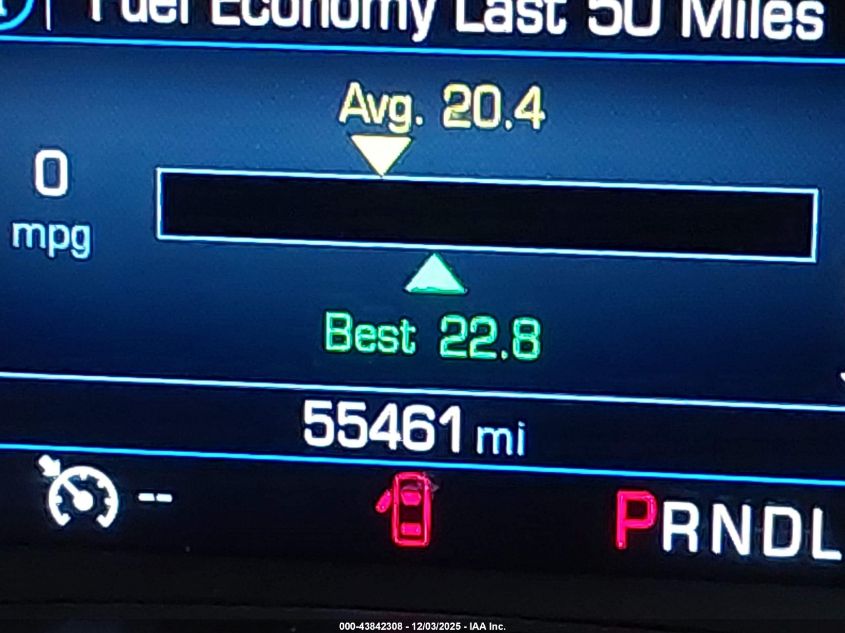 Fuel Economy Last 50 Miles
Avg. 20.4
0
mpg
Best 22.8
55461 mi
--
PRNDL
000-43842308 - 12/03/2025 - IAA Inc.